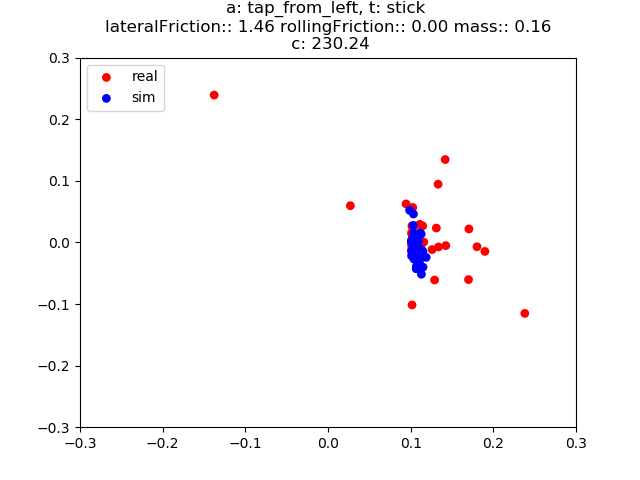 a: tap_from_left, t: stick
lateralFriction:: 1.46 rollingFriction:: 0.00 mass:: 0.16
c: 230.24
real
sim
0.3
0.2
0.1
0.0
−0.1
−0.2
−0.3
−0.3 −0.2 −0.1 0.0 0.1 0.2 0.3